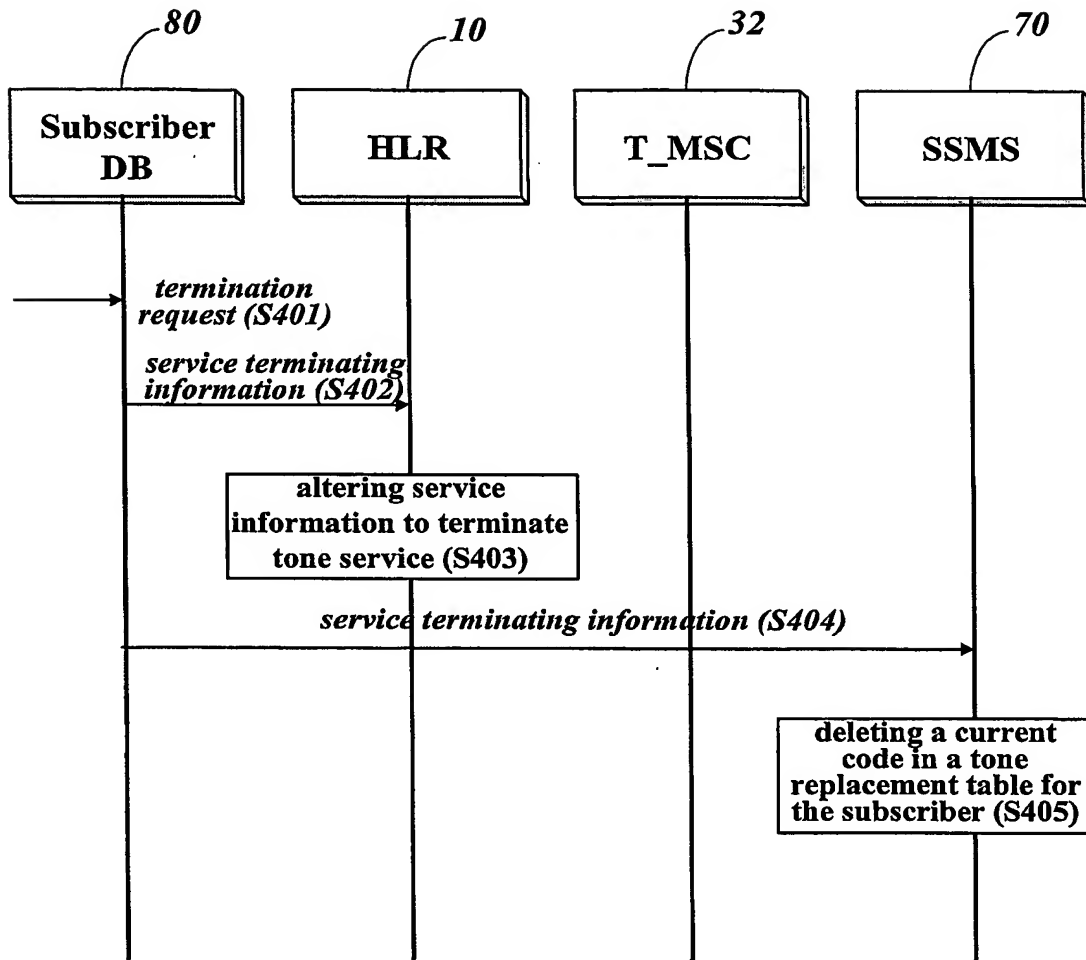 80
10
32
70
Subscriber
DB
HLR
T_MSC
SSMS
termination
request (S401)
service terminating
information (S402)
altering service
information to terminate
tone service (S403)
service terminating information (S404)
deleting a current
code in a tone
replacement table for
the subscriber (S405)